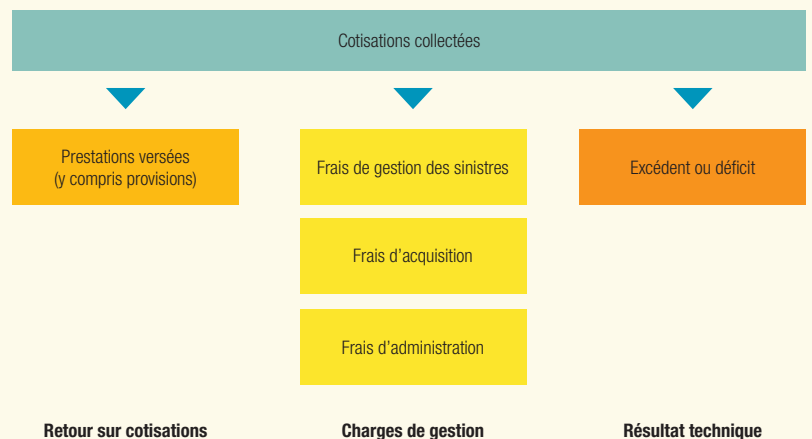 Cotisations collectées
Prestations versées
(y compris provisions)
Frais de gestion des sinistres
Excédent ou déficit
Frais d’acquisition
Frais d’administration
Retour sur cotisations
Charges de gestion
Résultat technique